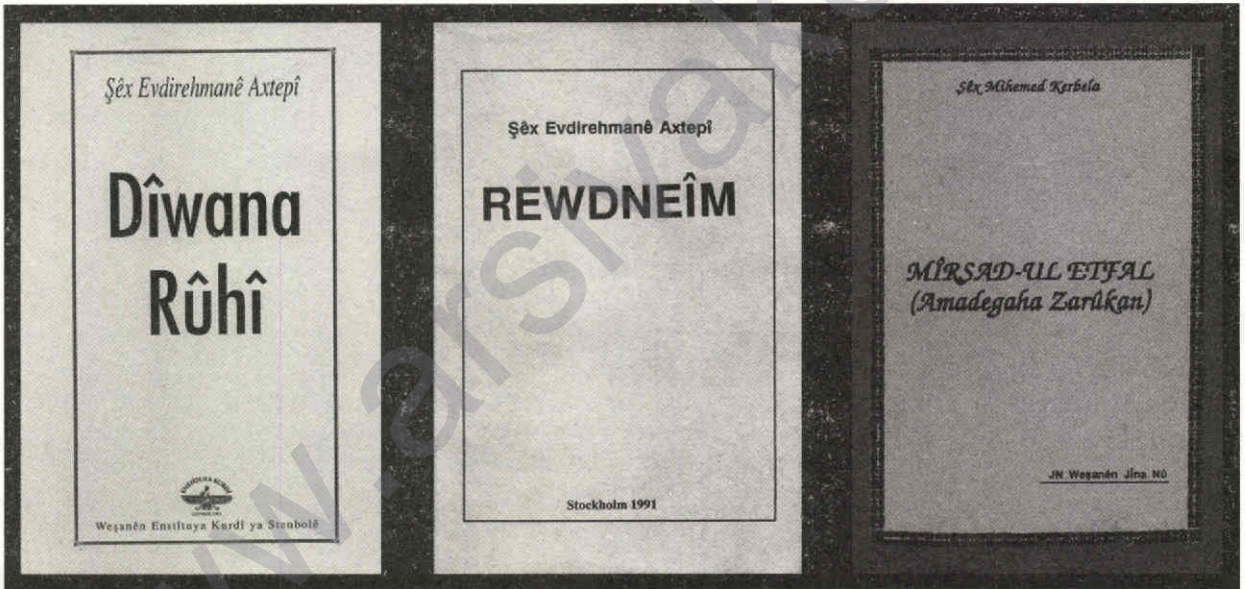 Şêx Evdirehmanê Axtepî
Dîwana
Rûhî
Weşanên Enstîtuya Kurdî ya Stenbolê
Şêx Evdirehmanê Axtepî
REWDNEÎM
Stockholm 1991
Şêx Mihemed Kerbela
MÎRSAD-UL ETFAL
(Amadegaha Zarûkan)
JN Weşanên Jîna Nû